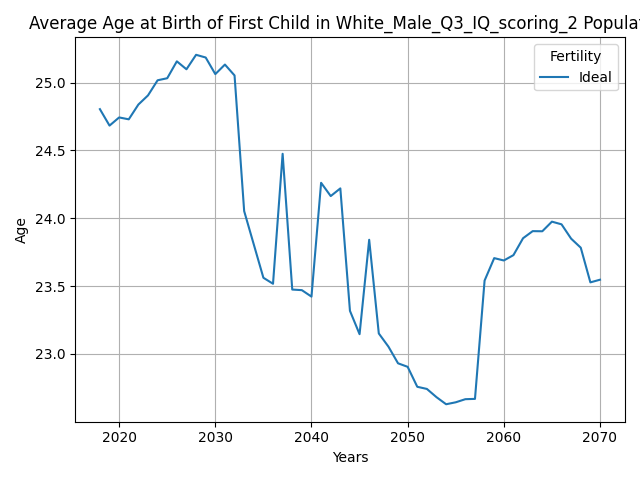 Average Age at Birth of First Child in White_Male_Q3_IQ_scoring_2 Populat
Fertility
Ideal
25.0
24.5
24.0
23.5
23.0
Age
2020 2030 2040 2050 2060 2070
Years